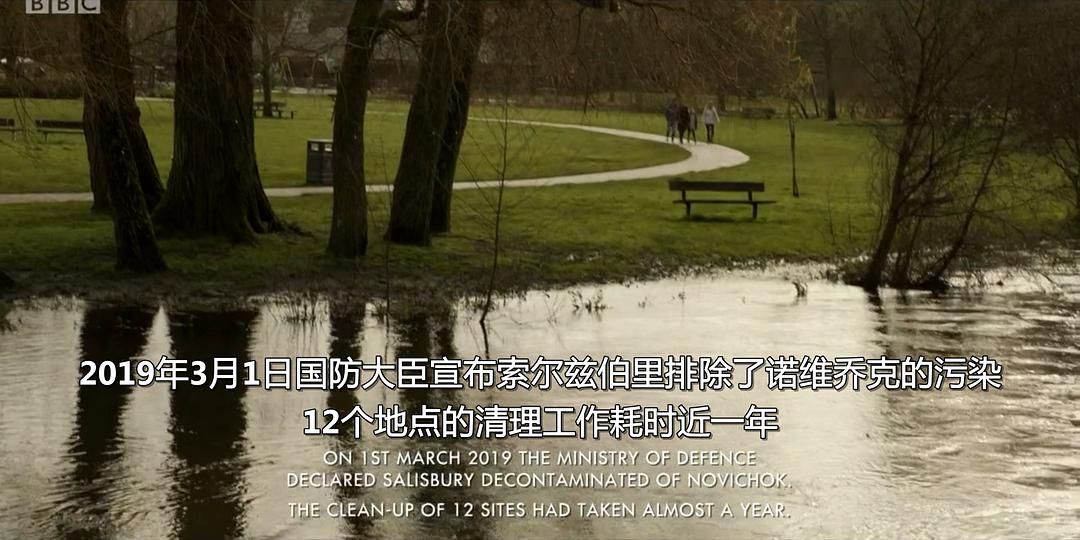 BBC
2019年3月1日国防大臣宣布索尔兹伯里排除了诺维乔克的污染
12个地点的清理工作耗时近一年
ON 1ST MARCH 2019 THE MINISTRY OF DEFENCE
DECLARED SALISBURY DECONTAMINATED OF NOVICHOK.
THE CLEAN-UP OF 12 SITES HAD TAKEN ALMOST A YEAR.